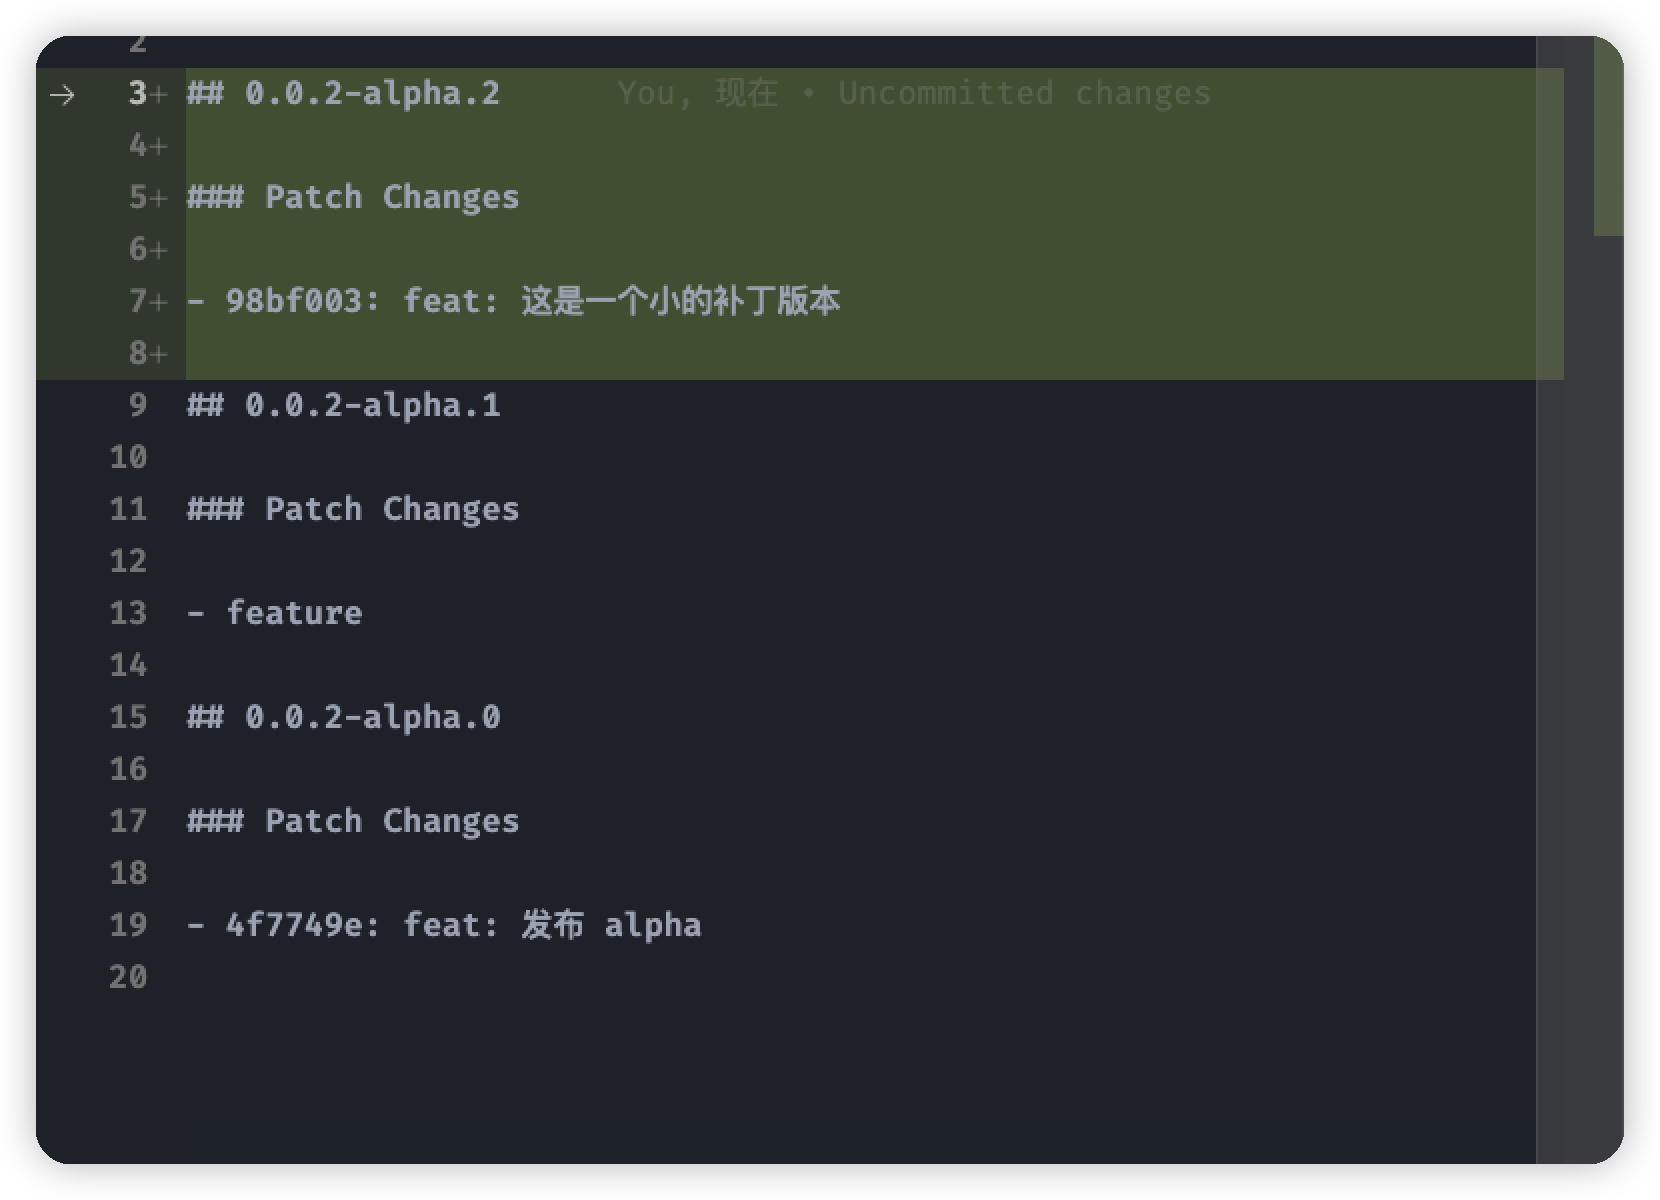 2
→ 3+ ## 0.0.2-alpha.2 You, 现在 • Uncommitted changes
4+
5+ ### Patch Changes
6+
7+ - 98bf003: feat: 这是一个小的补丁版本
8+
9 ## 0.0.2-alpha.1
10
11 ### Patch Changes
12
13 - feature
14
15 ## 0.0.2-alpha.0
16
17 ### Patch Changes
18
19 - 4f7749e: feat: 发布 alpha
20